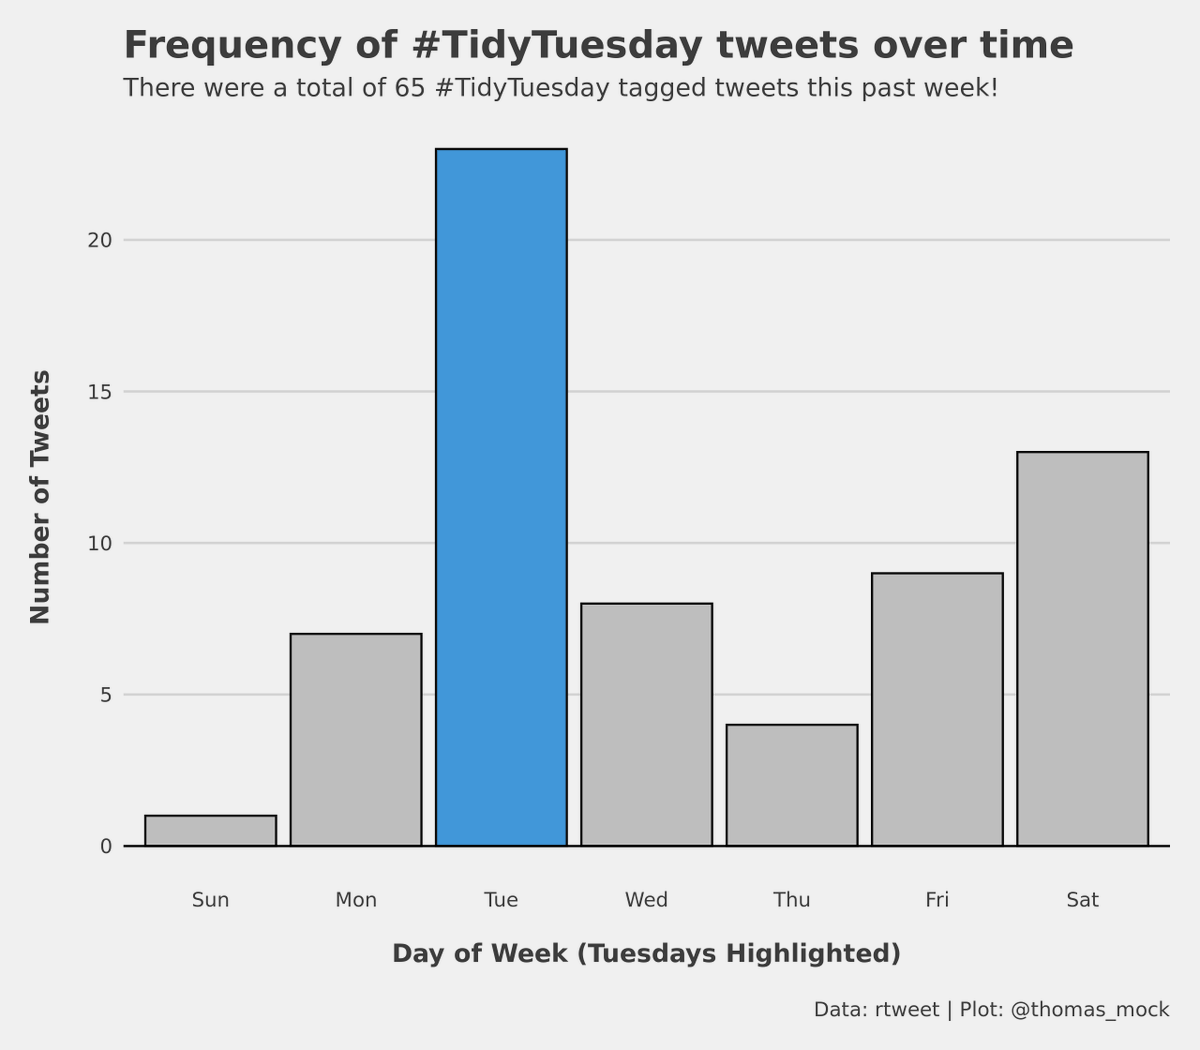 Frequency of #TidyTuesday tweets over time
There were a total of 65 #TidyTuesday tagged tweets this past week!
Number of Tweets
20
15
10
5
0
Sun Mon Tue Wed Thu Fri Sat
Day of Week (Tuesdays Highlighted)
Data: rtweet | Plot: @thomas_mock